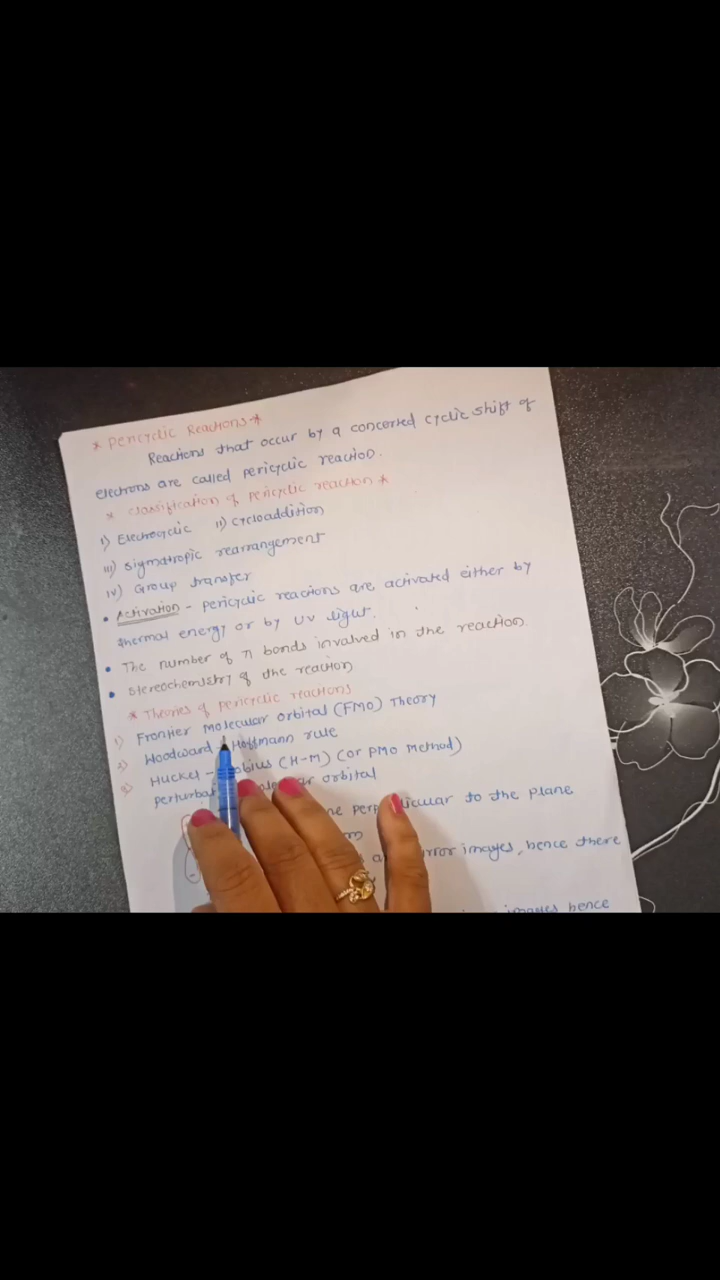 * Pericyclic Reactions *
Reactions that occur by a concerted cyclic shift of
electrons are called pericyclic reaction.
* Classification of pericyclic reaction *
i) Electrocyclic ii) cycloaddition
iii) sigmatropic rearrangement
iv) Group transfer
• Activation - pericyclic reactions are activated either by
thermal energy or by UV light.
• The number of π bonds involved in the reaction.
• stereochemistry of the reaction
* Theories of pericyclic reactions
1) Frontier Molecular orbital (FMO) Theory
2) Woodward - Hoffmann rule
3) Huckel - (H-M) (or PMO Method)
orbital
to the plane
images, hence there
images hence